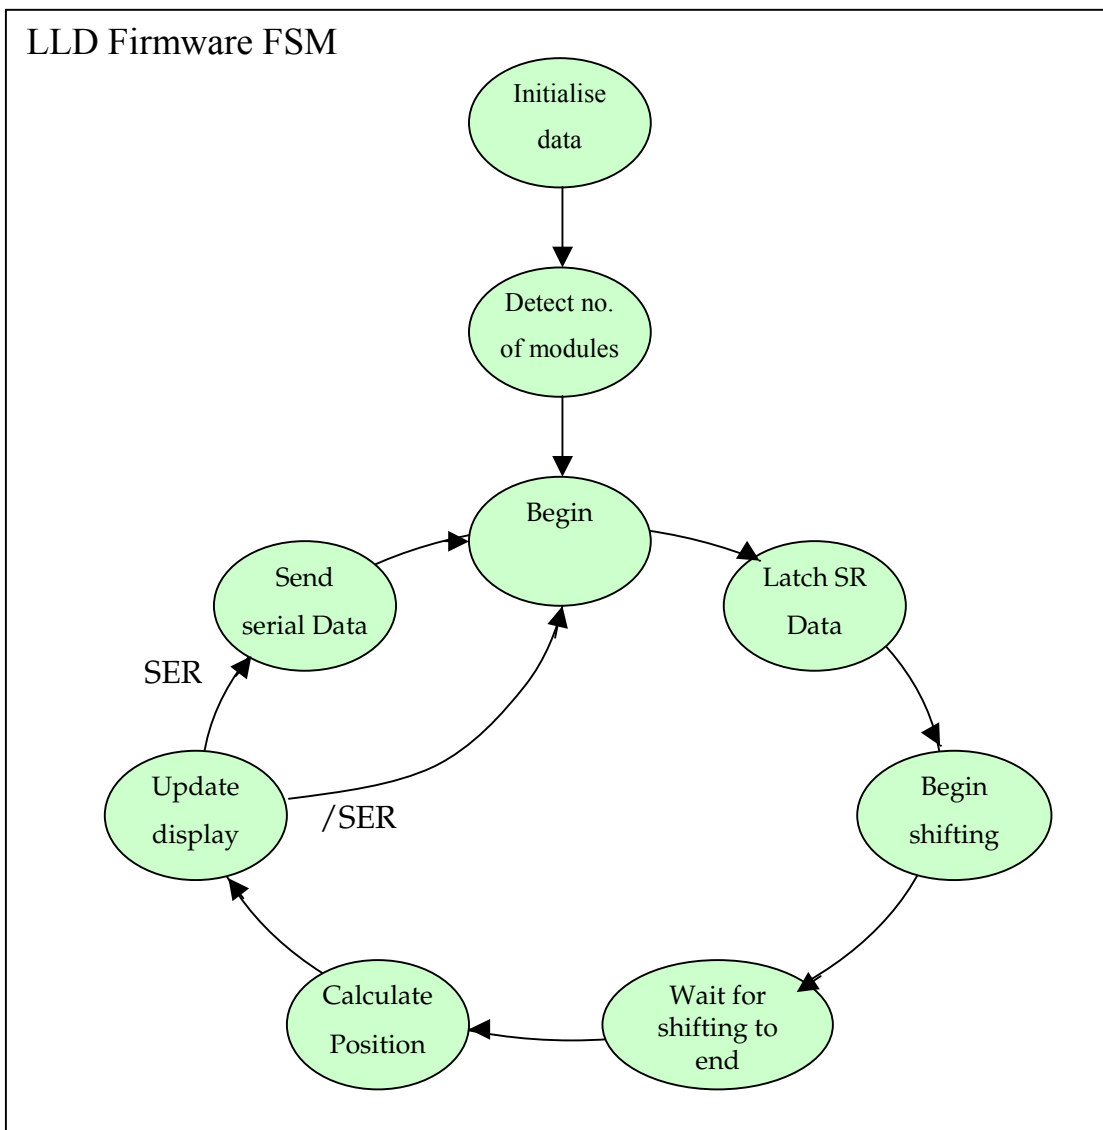 LLD Firmware FSM
Initialise
data
Detect no.
of modules
Begin
Send
serial Data
Latch SR
Data
SER
Update
display
/SER
Begin
shifting
Calculate
Position
Wait for
shifting to
end